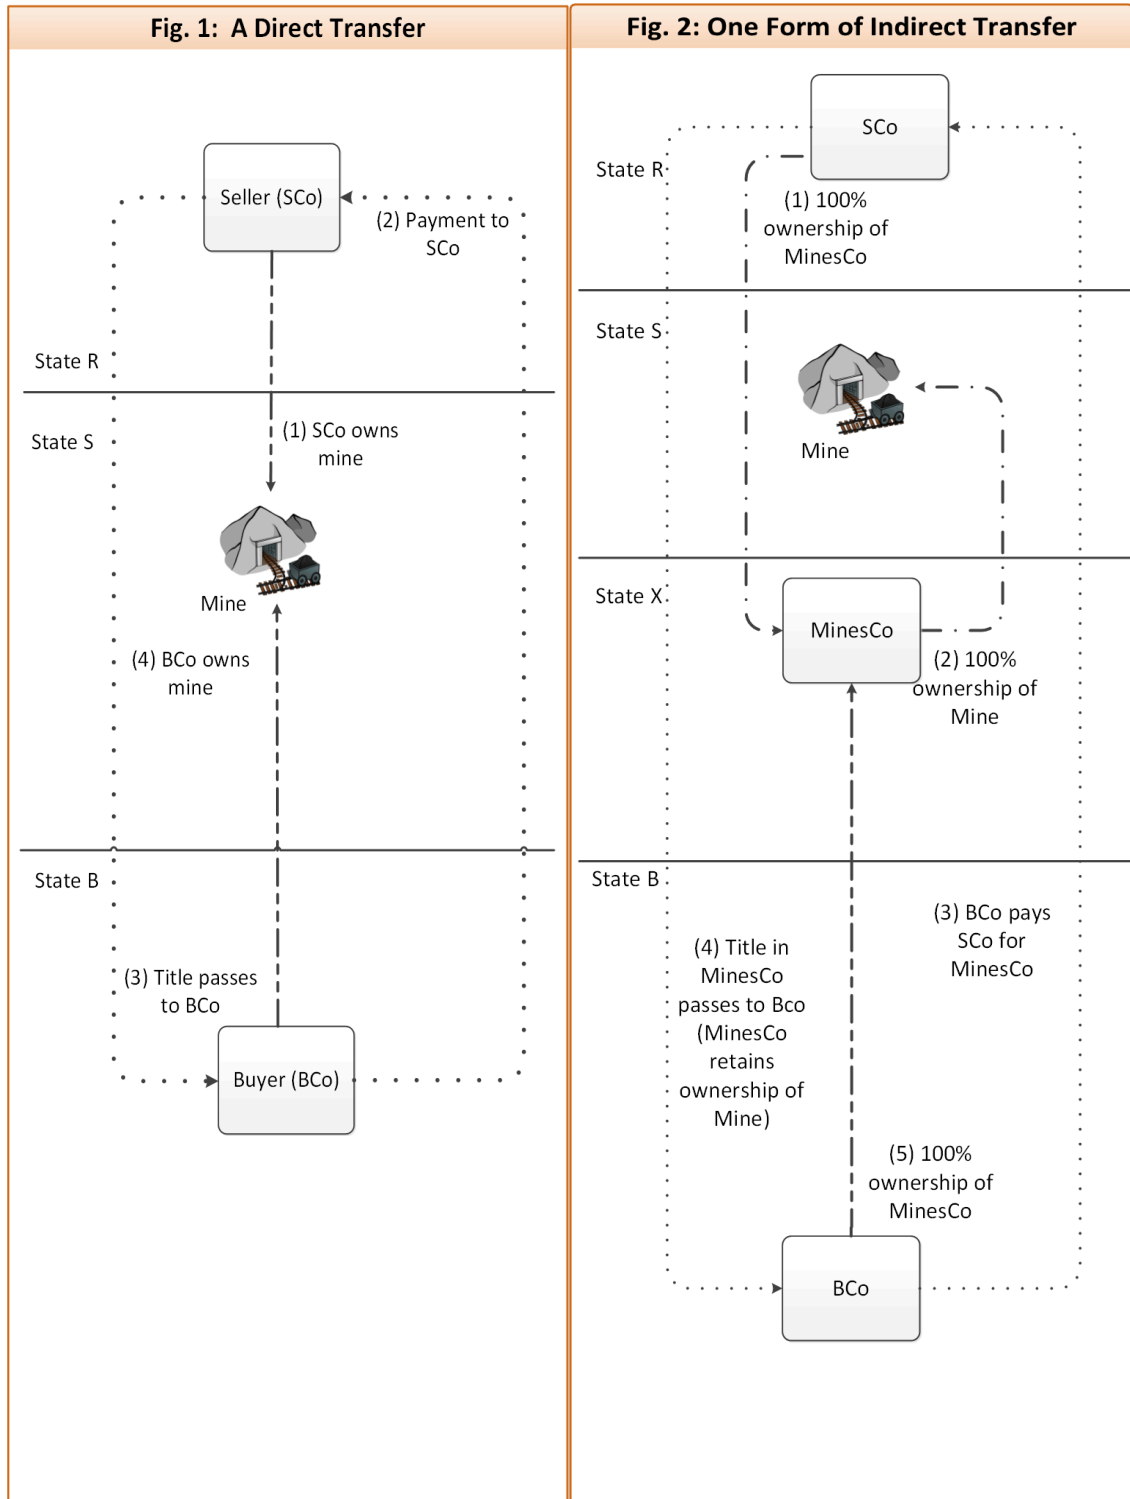 Fig. 1:  A Direct Transfer
Seller (SCo)
(2) Payment to
SCo
State R
State S
(1) SCo owns
mine
Mine
(4) BCo owns
mine
State B
(3) Title passes
to BCo
Buyer (BCo)
Fig. 2: One Form of Indirect Transfer
SCo
State R
(1) 100%
ownership of
MinesCo
State S
Mine
State X
MinesCo
(2) 100%
ownership of
Mine
State B
(3) BCo pays
SCo for
MinesCo
(4) Title in
MinesCo
passes to Bco
(MinesCo
retains
ownership of
Mine)
(5) 100%
ownership of
MinesCo
BCo